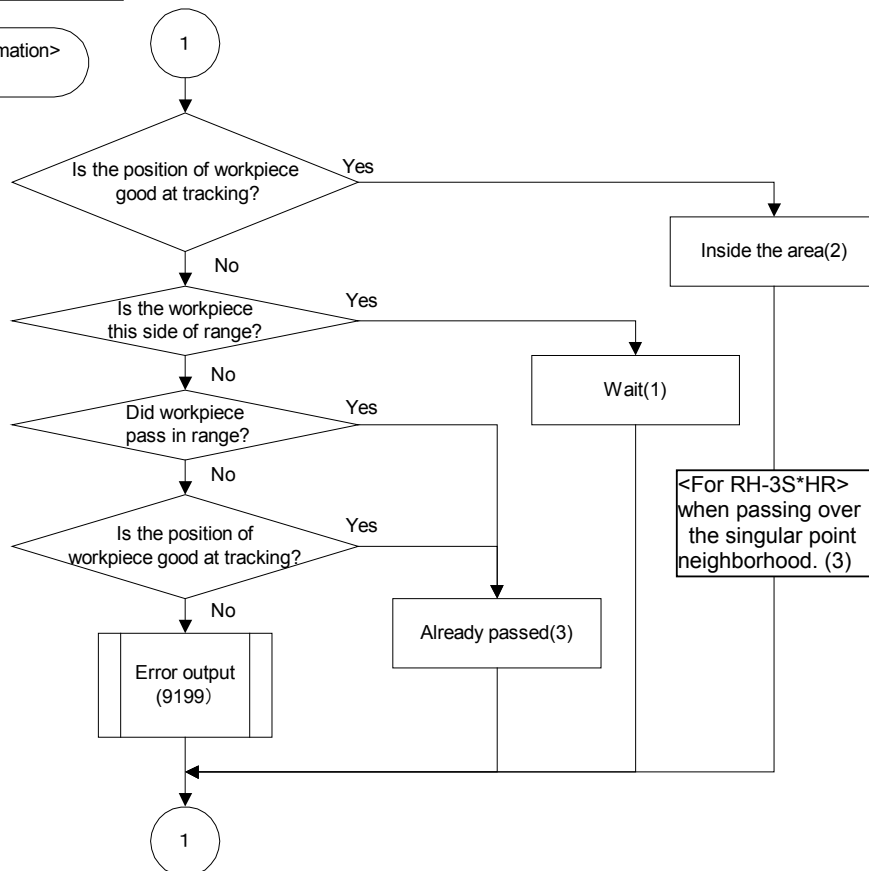 mation>
1
Is the position of workpiece
good at tracking?
Yes
Inside the area(2)
No
Is the workpiece
this side of range?
Yes
Wait(1)
No
Did workpiece
pass in range?
Yes
No
<For RH-3S*HR>
when passing over
the singular point
neighborhood. (3)
Is the position of
workpiece good at tracking?
Yes
No
Already passed(3)
Error output
(9199)
1